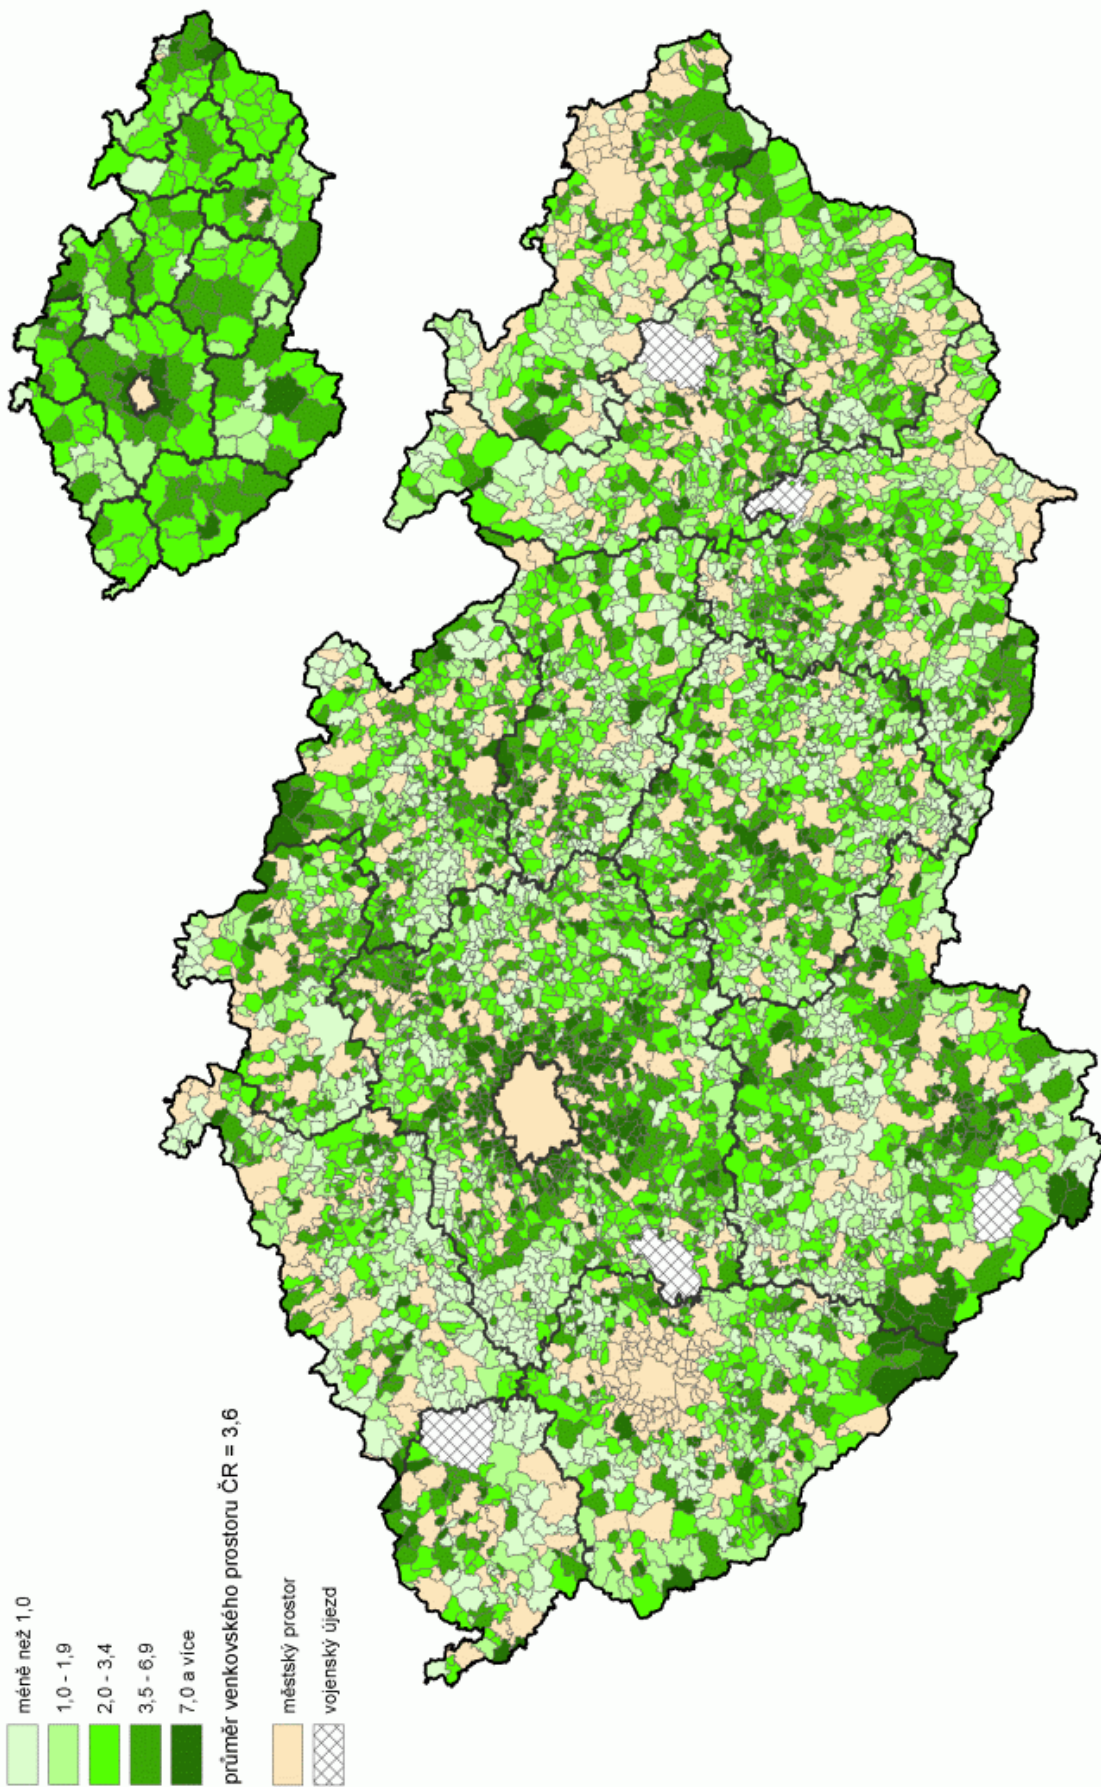 méně než 1,0
1,0 - 1,9
2,0 - 3,4
3,5 - 6,9
7,0 a více
průměr venkovského prostoru ČR = 3,6
městský prostor
vojenský újezd